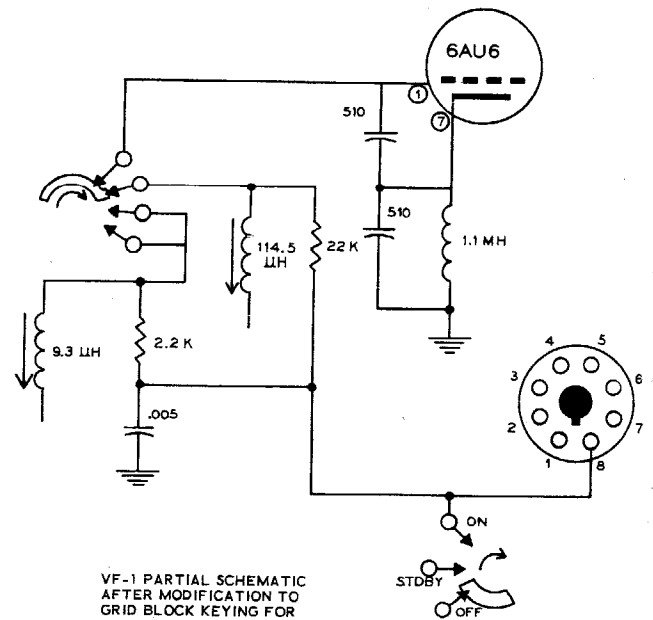 6AU6
1
510
7
510
1.1 MH
114.5
µH
22K
9.3 µH
2.2 K
.005
4
5
3
6
2
7
1
8
ON
STDBY
OFF
VF-1 PARTIAL SCHEMATIC
AFTER MODIFICATION TO
GRID BLOCK KEYING FOR